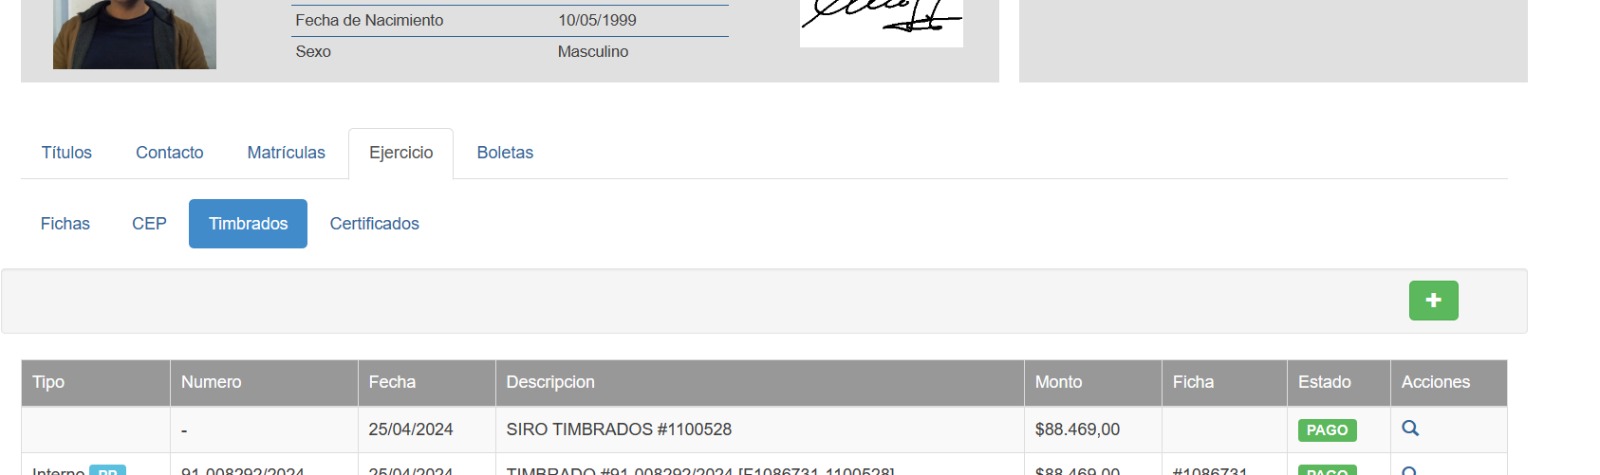 Fecha de Nacimiento 10/05/1999
Sexo Masculino
Títulos Contacto Matrículas Ejercicio Boletas
Fichas CEP Timbrados Certificados
Tipo Numero Fecha Descripcion Monto Ficha Estado Acciones
- 25/04/2024 SIRO TIMBRADOS #1100528 $88.469,00 PAGO
Interno PP 91-008292/2024 25/04/2024 TIMBRADO #91-008292/2024 [F1086731-1100528] $88.469,00 #1086731 PAGO